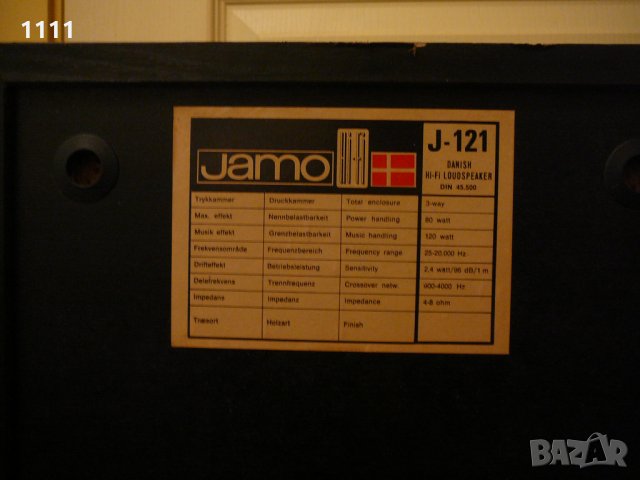 1111
Jamo
HI-FI
J-121
DANISH
HI-FI LOUDSPEAKER
DIN 45.500
Trykkammer Druckkammer Total enclosure 3-way
Max. effekt Nennbelastbarkeit Power handling 80 watt
Musik effekt Grenzbelastbarkeit Music handling 120 watt
Frekvensområde Frequenzbereich Frequency range 25-20.000 Hz
Drifteffekt Betriebsleistung Sensitivity 2,4 watt/96 dB/1 m
Delefrekvens Trennfrequenz Crossover netw. 600-4000 Hz
Impedans Impedanz Impedance 4-8 ohm
Træsort Holzart Finish
BAZAR